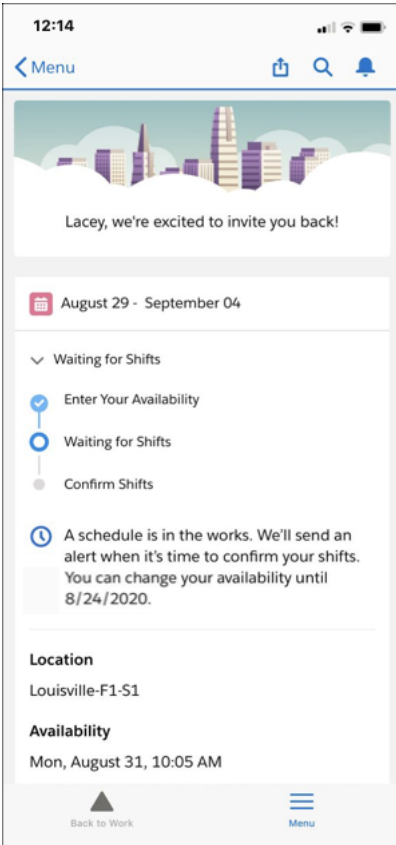 12:14
Menu
Lacey, we're excited to invite you back!
August 29 - September 04
Waiting for Shifts
Enter Your Availability
Waiting for Shifts
Confirm Shifts
A schedule is in the works. We'll send an
alert when it's time to confirm your shifts.
You can change your availability until
8/24/2020.
Location
Louisville-F1-S1
Availability
Mon, August 31, 10:05 AM
Back to Work
Menu